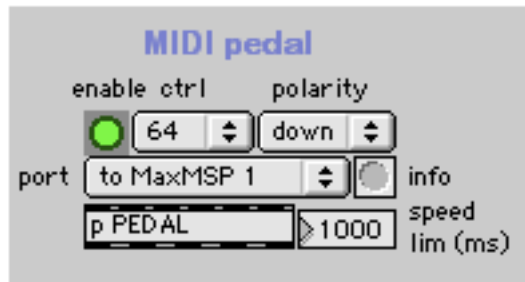 MIDI pedal
enable ctrl polarity
64 down
port to MaxMSP 1 info
p PEDAL 1000 speed
lim (ms)